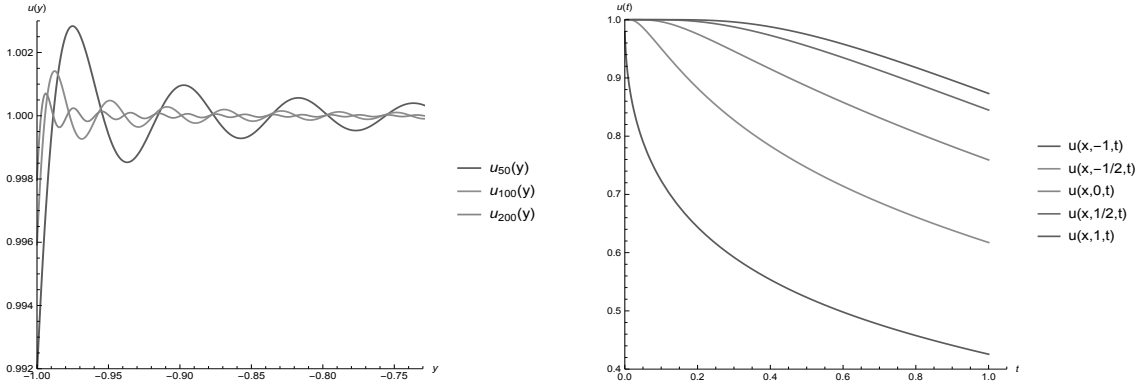 u(y)
1.002
1.000
0.998
0.996
0.994
0.992
−1.00
−0.95
−0.90
−0.85
−0.80
−0.75
y
u50(y)
u100(y)
u200(y)
u(t)
1.0
0.9
0.8
0.7
0.6
0.5
0.4
0.0
0.2
0.4
0.6
0.8
1.0
t
u(x,−1,t)
u(x,−1/2,t)
u(x,0,t)
u(x,1/2,t)
u(x,1,t)